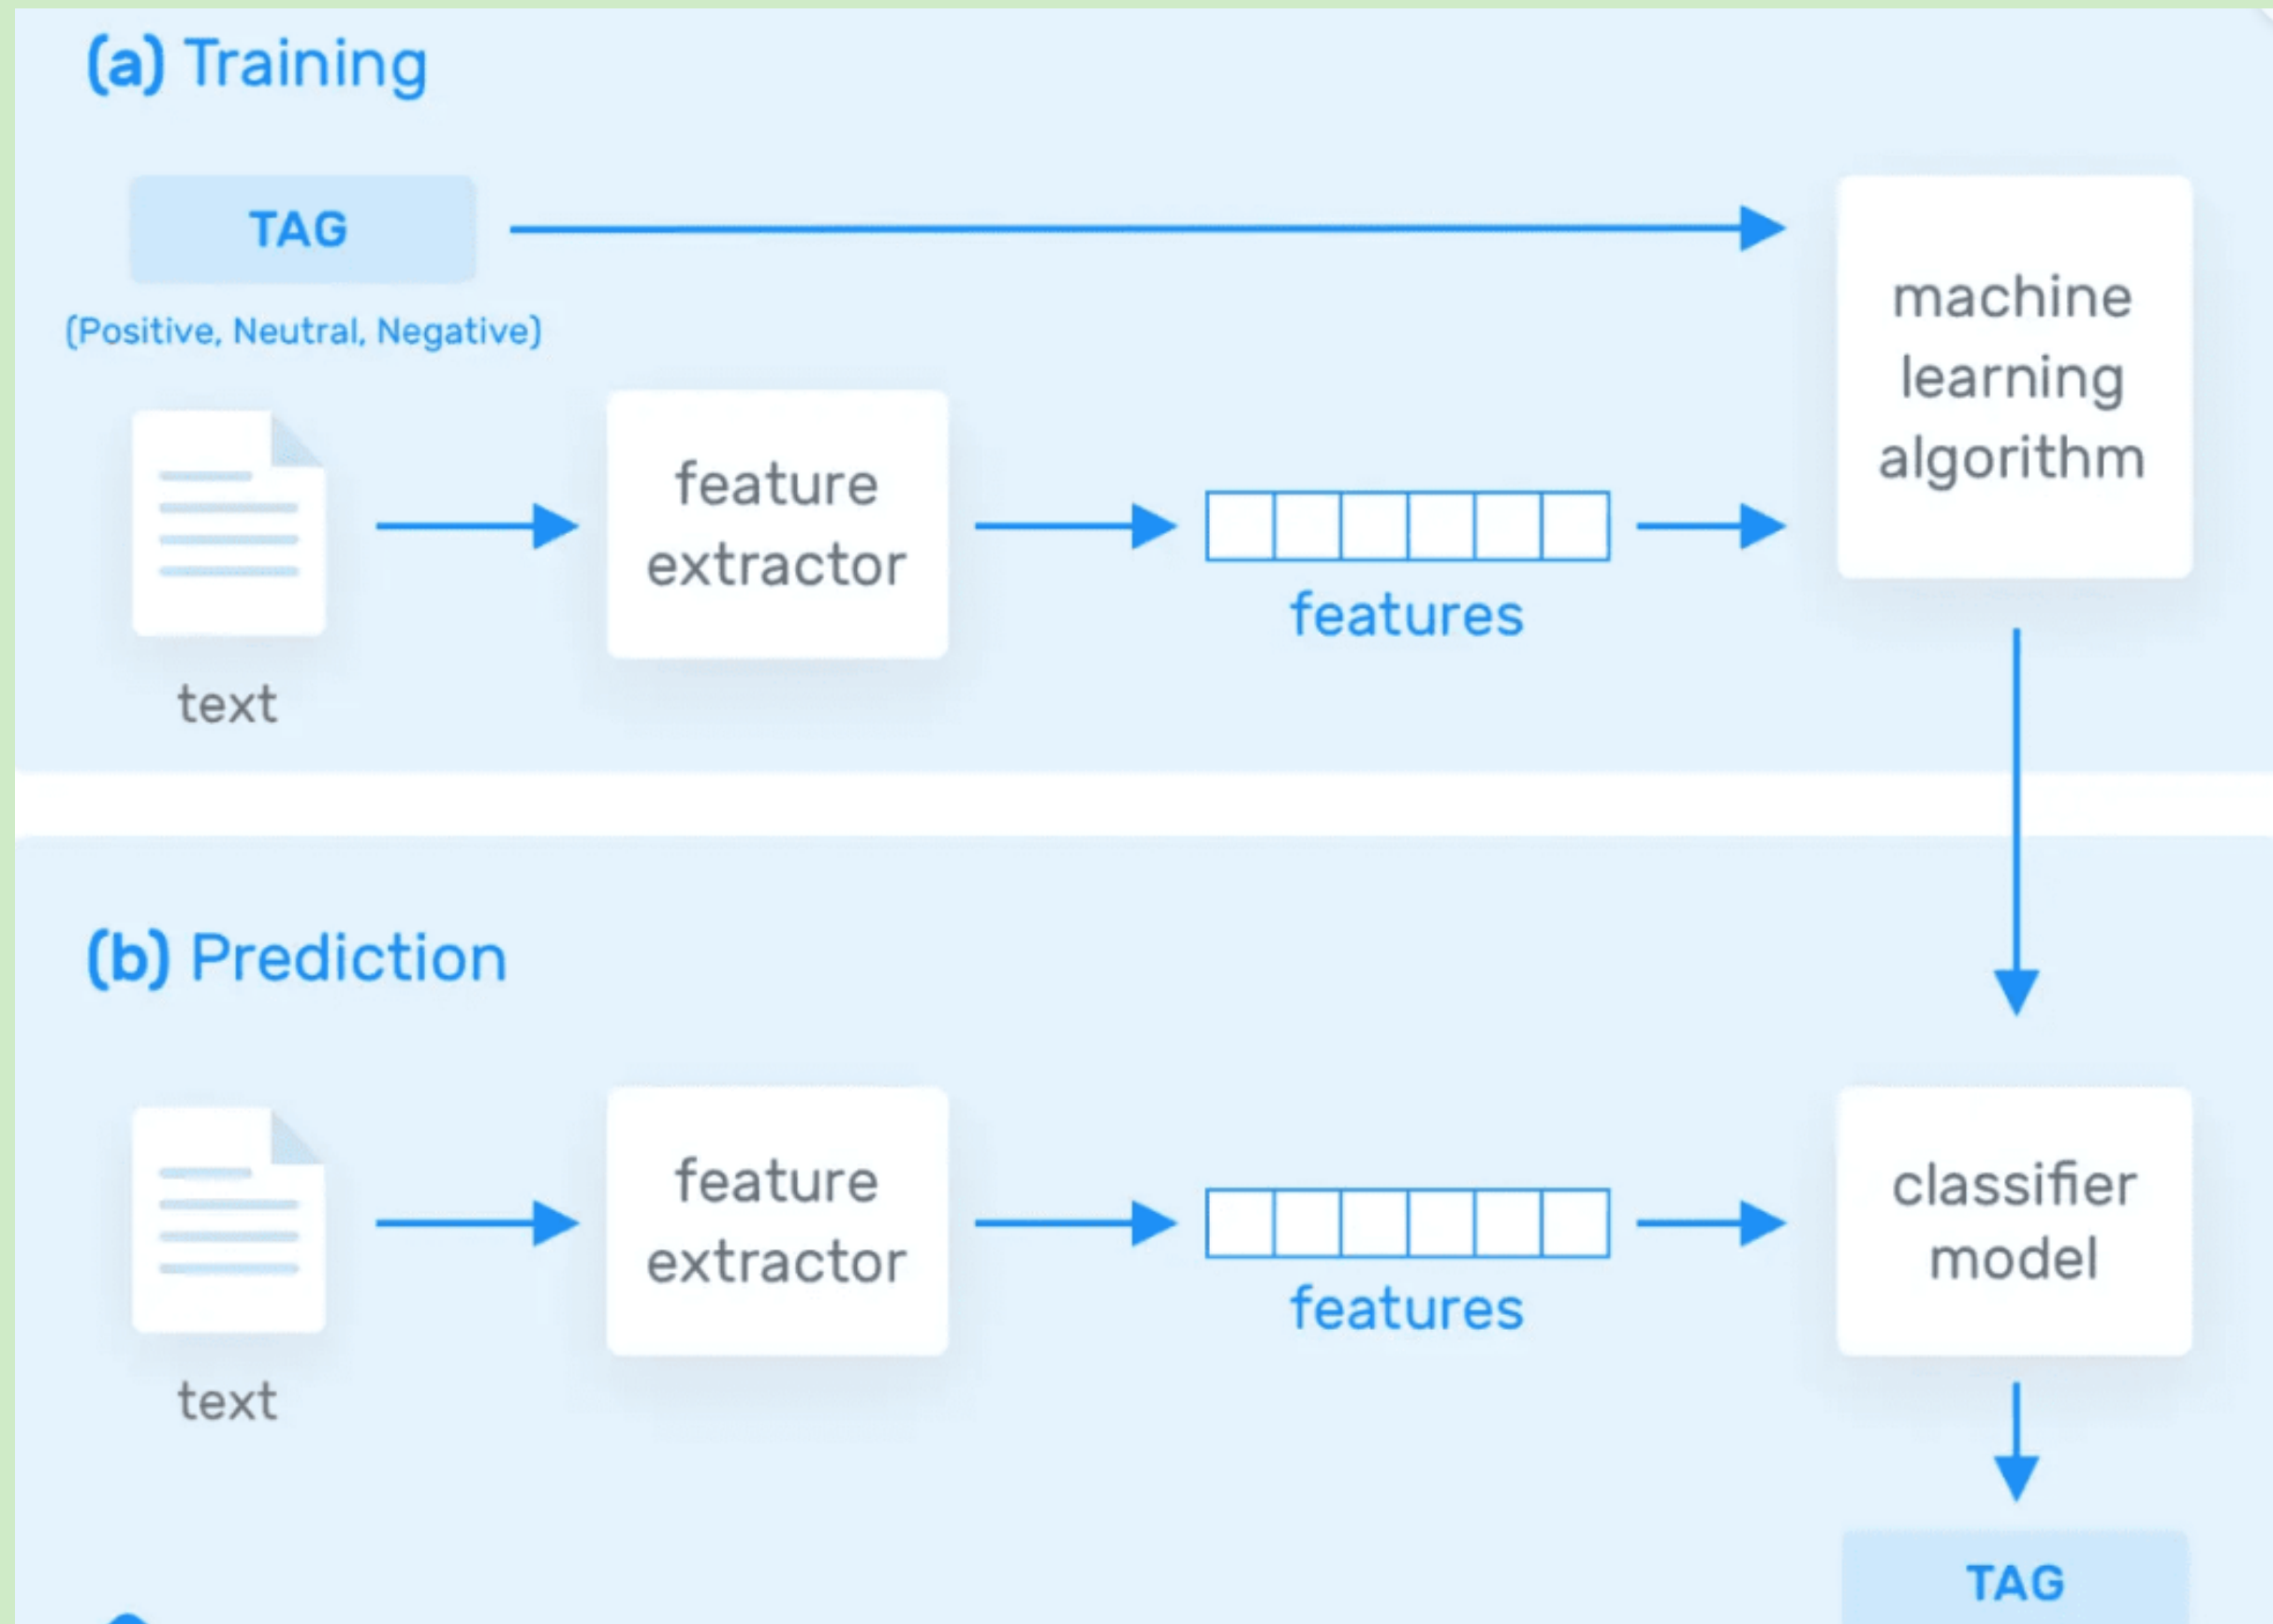 (a) Training
TAG
(Positive, Neutral, Negative)
machine
learning
algorithm
feature
extractor
features
text
(b) Prediction
feature
extractor
features
classifier
model
text
TAG